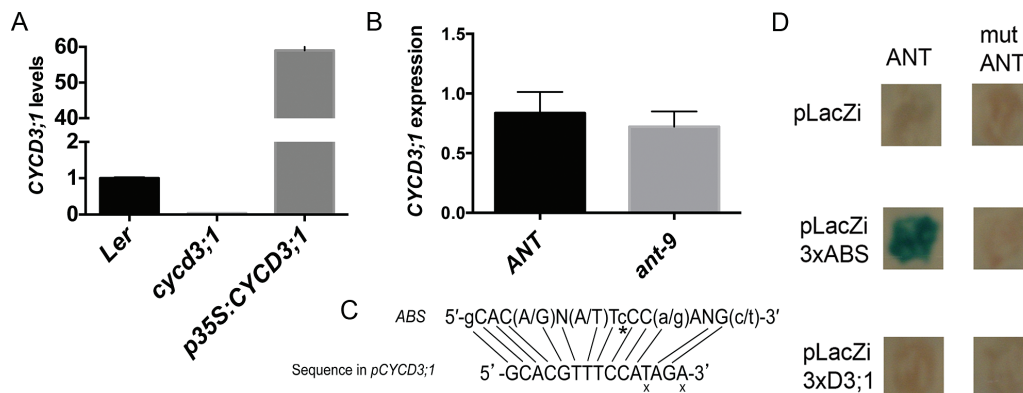 A
CYCD3;1 levels
60
50
40
2
1
0
Ler
cycd3;1
p35S:CYCD3;1
B
CYCD3;1 expression
1.5
1.0
0.5
0.0
ANT
ant-9
C
ABS 5′-gCAC(A/G)N(A/T)TcCC(a/g)ANG(c/t)-3′
*
Sequence in pCYCD3;1 5′ -GCACGTTTCCATAGA-3′
x x
D
ANT mut ANT
pLacZi
pLacZi 3xABS
pLacZi 3xD3;1